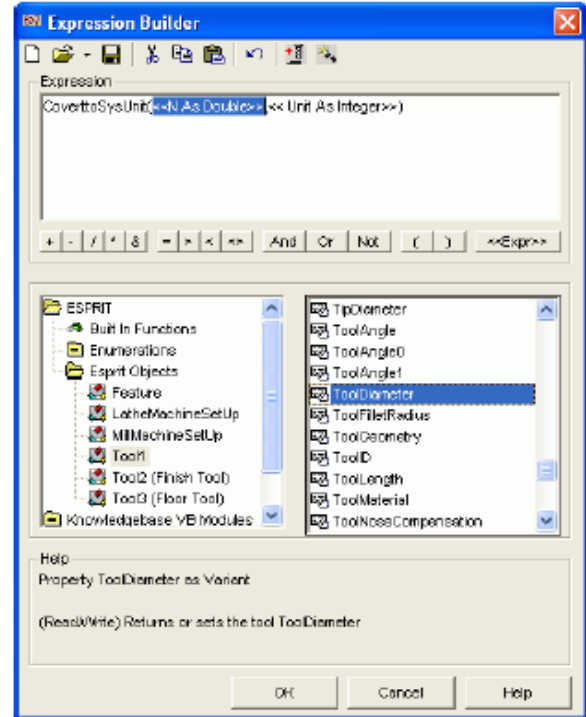 Expression Builder
Expression
CoverttoSysUnit(<<N As Double>>,<< Unit As Integer>>)
+ - / * & = > < <> And Or Not ( ) <<Expr>>
ESPRIT
Built In Functions
Enumerations
Esprit Objects
Feature
LatheMachineSetUp
MillMachineSetUp
Tool1
Tool2 (Finish Tool)
Tool3 (Floor Tool)
Knowledgebase VB Modules
TipDiameter
ToolAngle
ToolAngle0
ToolAngle1
ToolDiameter
ToolFilletRadius
ToolGeometry
ToolID
ToolLength
ToolMaterial
ToolNoseCompensation
Help
Property ToolDiameter as Variant
(Read/Write) Returns or sets the tool ToolDiameter
OK Cancel Help